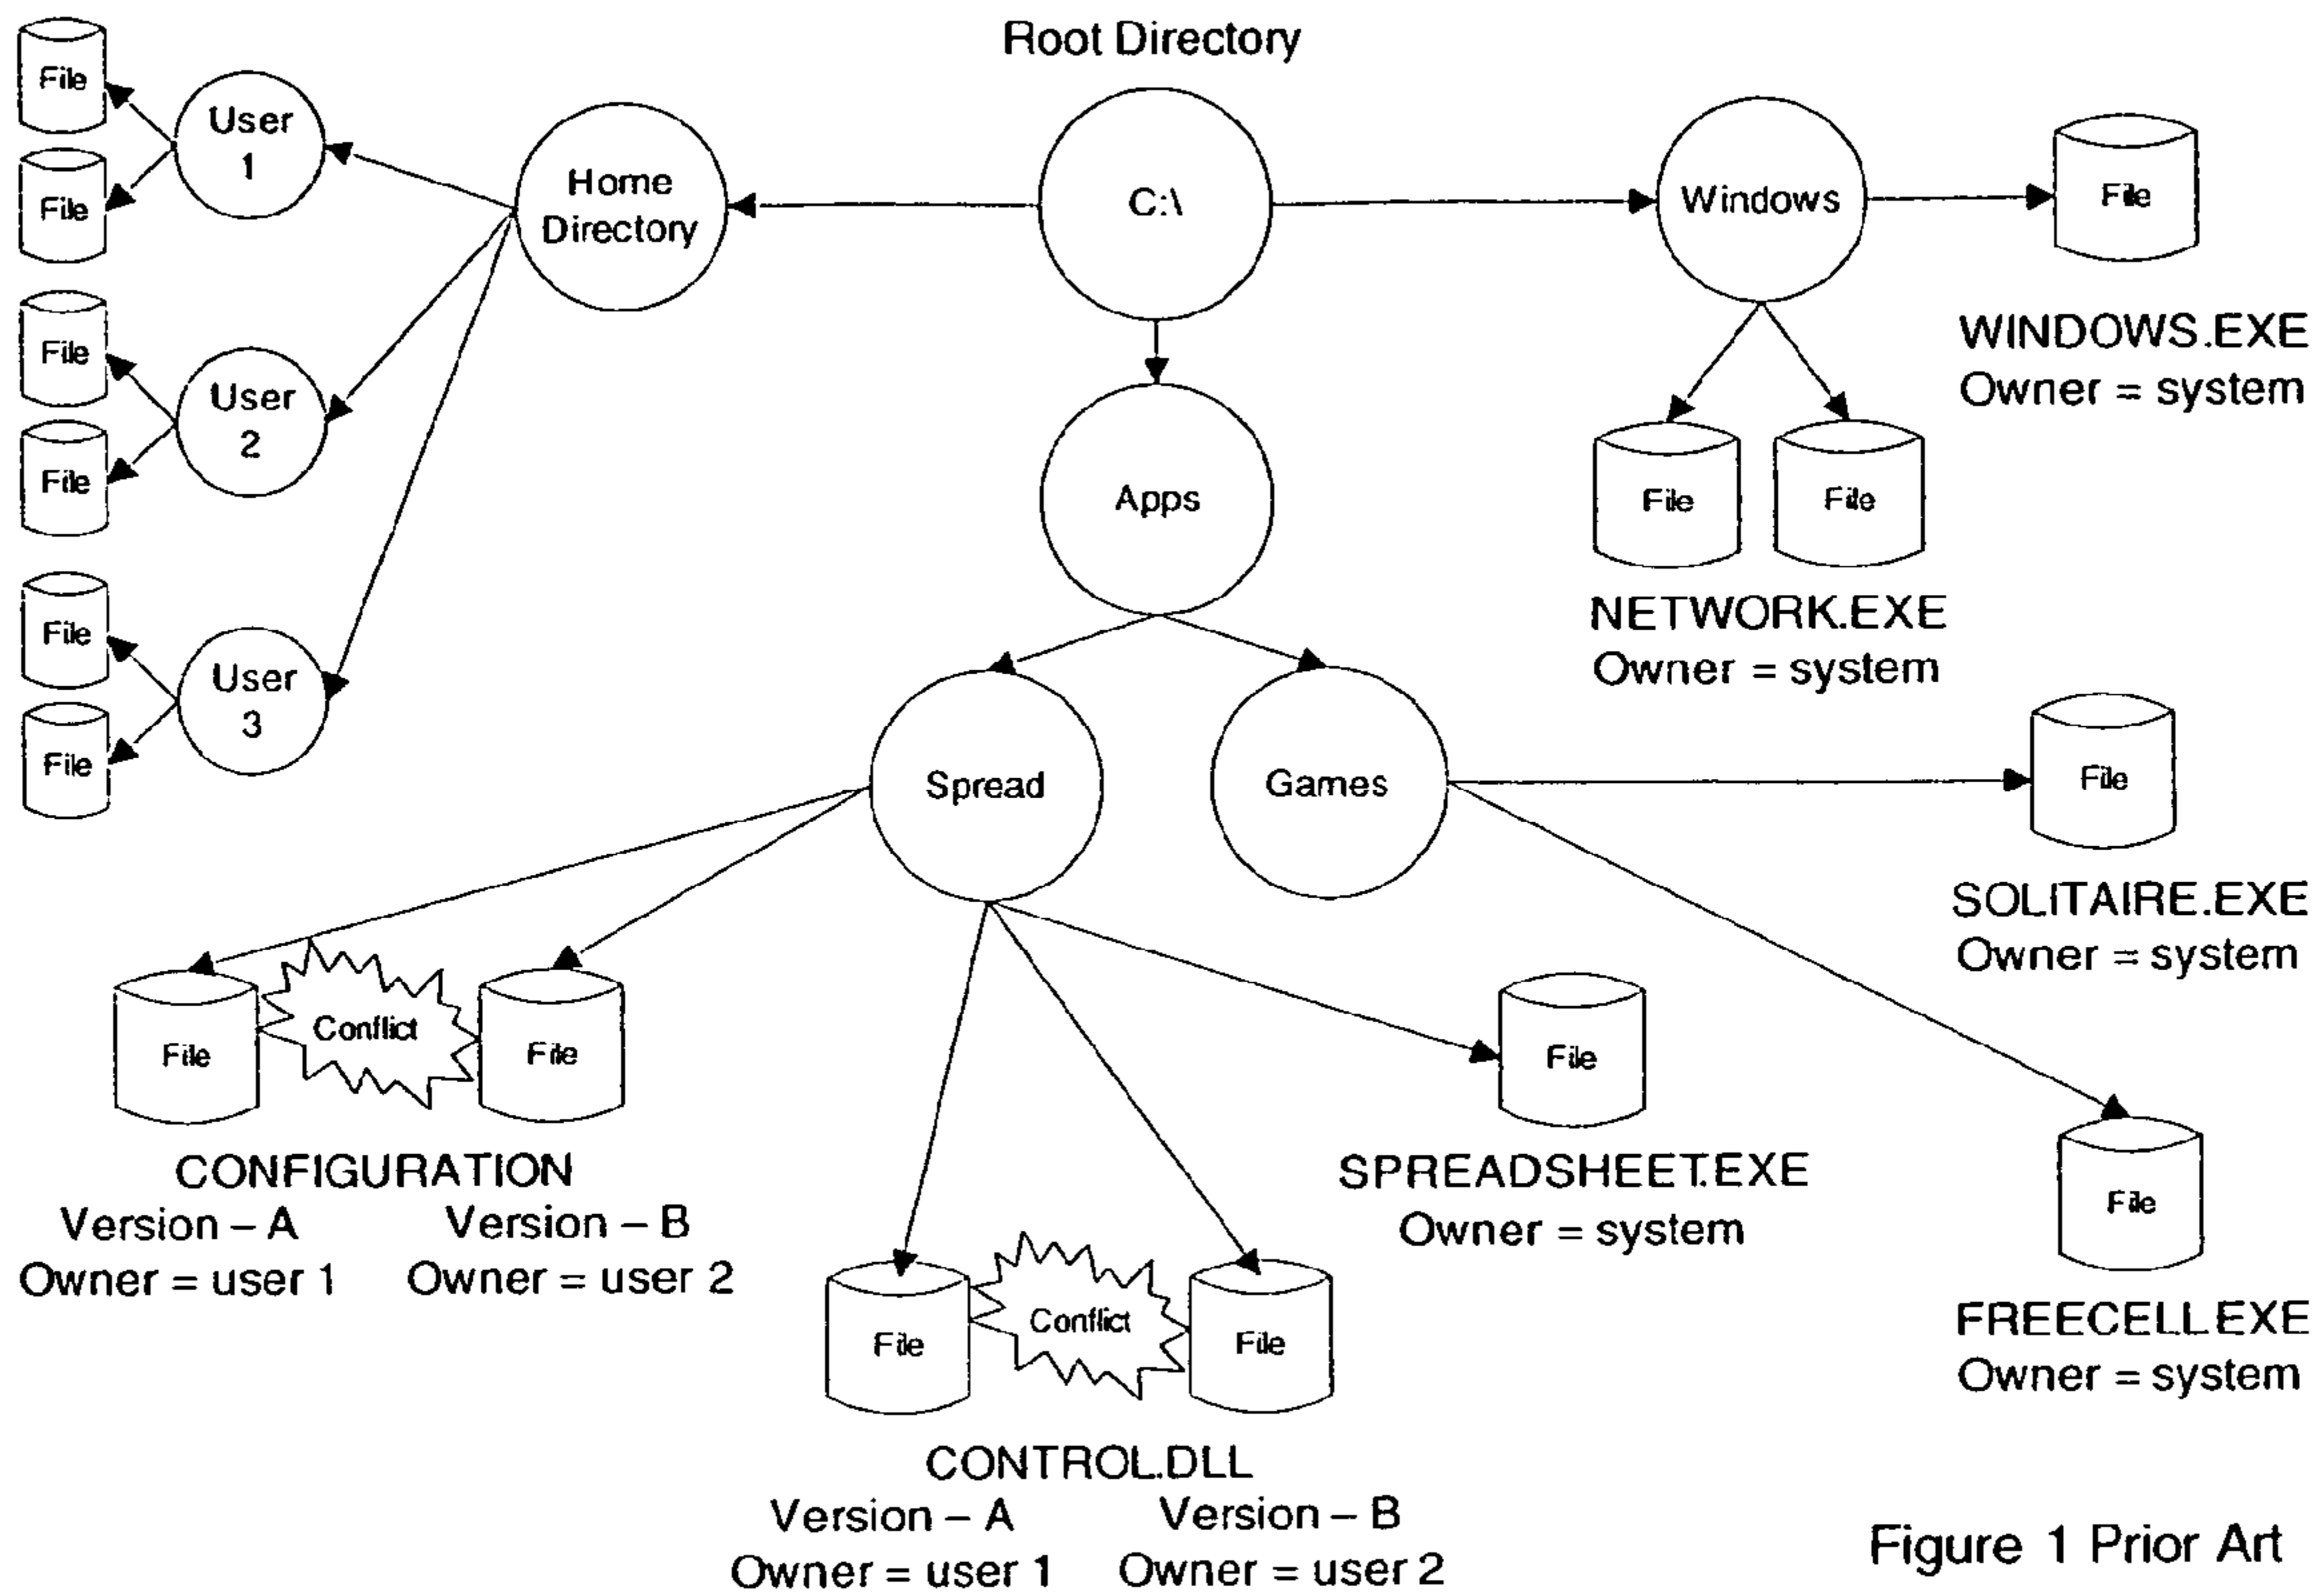 Root Directory
File
File
User
1
Home
Directory
C:\
Windows
File
WINDOWS.EXE
Owner = system
File
File
User
2
Apps
File
File
NETWORK.EXE
Owner = system
File
File
User
3
Spread
Games
File
SOLITAIRE.EXE
Owner = system
File
Conflict
File
CONFIGURATION
Version – A
Version – B
Owner = user 1
Owner = user 2
File
SPREADSHEET.EXE
Owner = system
File
FREECELL.EXE
Owner = system
File
Conflict
File
CONTROL.DLL
Version – A
Version – B
Owner = user 1
Owner = user 2
Figure 1 Prior Art